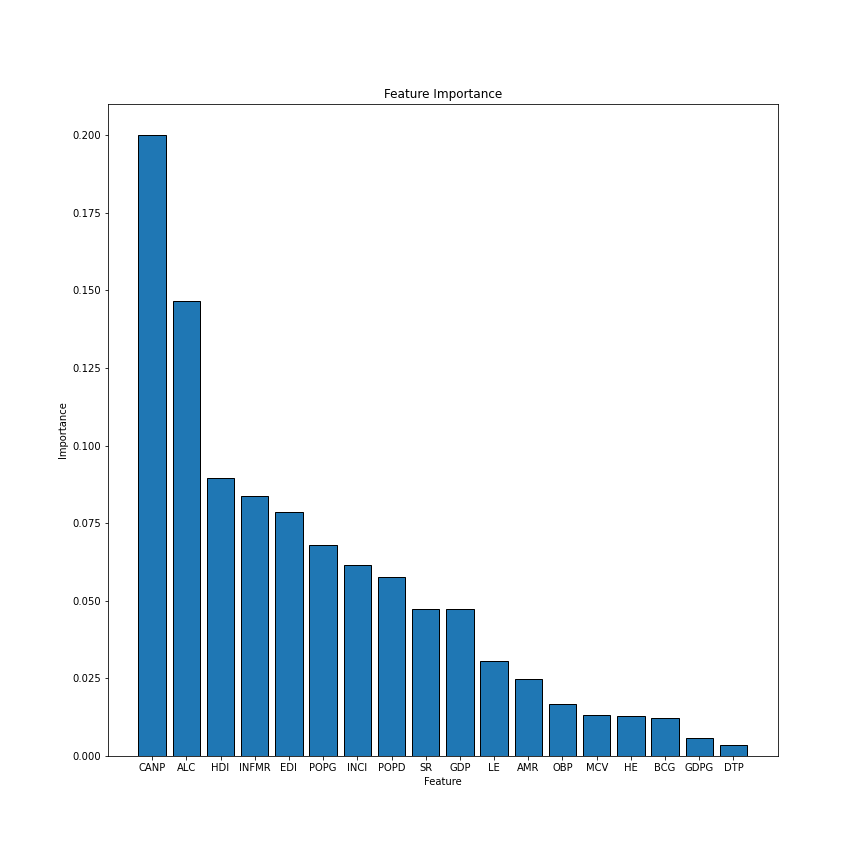 Feature Importance
0.200
0.175
0.150
0.125
0.100
0.075
0.050
0.025
0.000
Importance
CANP ALC HDI INFMR EDI POPG INCI POPD SR GDP LE AMR OBP MCV HE BCG GDPG DTP
Feature